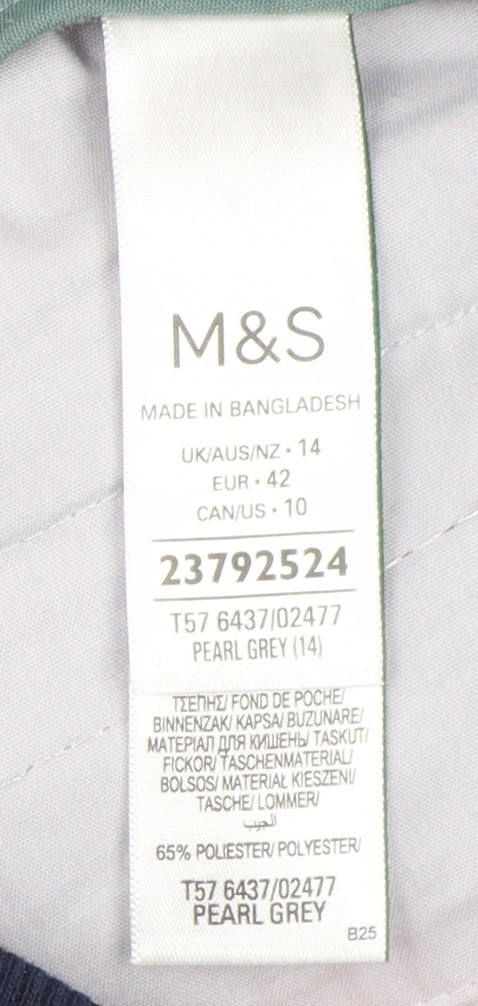 M&S
MADE IN BANGLADESH
UK/AUS/NZ • 14
EUR • 42
CAN/US • 10
23792524
T57 6437/02477
PEARL GREY (14)
ΤΣΕΠΗΣ/ FOND DE POCHE/
BINNENZAK/ KAPSA/ BUZUNARE/
МАТЕРІАЛ ДЛЯ КИШЕНЬ/ TASKUT/
FICKOR/ TASCHENMATERIAL/
BOLSOS/ MATERIAŁ KIESZENI/
TASCHE/ LOMMER/
الجيب
65% POLIESTER/ POLYESTER/
T57 6437/02477
PEARL GREY
B25